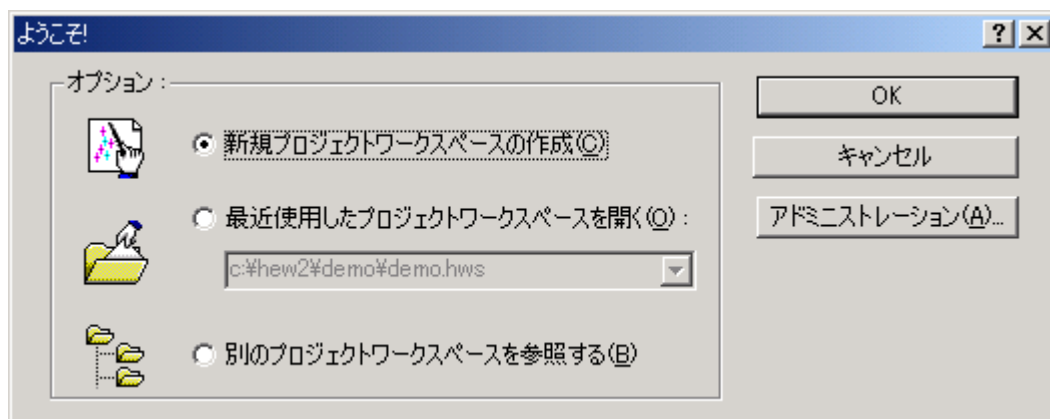 ようこそ!
オプション :
新規プロジェクトワークスペースの作成(C)
最近使用したプロジェクトワークスペースを開く(O) :
c:¥hew2¥demo¥demo.hws
別のプロジェクトワークスペースを参照する(B)
OK
キャンセル
アドミニストレーション(A)...